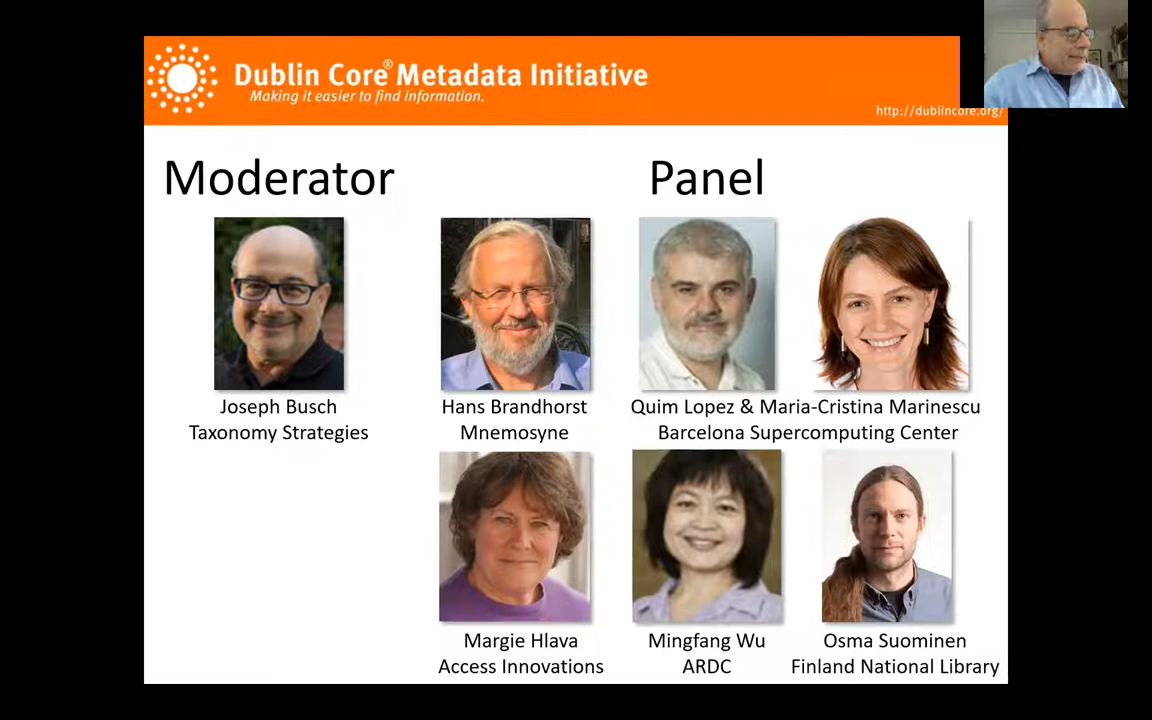 Dublin Core® Metadata Initiative
Making it easier to find information.
http://dublincore.org/
Moderator
Panel
Joseph Busch
Taxonomy Strategies
Hans Brandhorst
Mnemosyne
Quim Lopez & Maria-Cristina Marinescu
Barcelona Supercomputing Center
Margie Hlava
Access Innovations
Mingfang Wu
ARDC
Osma Suominen
Finland National Library